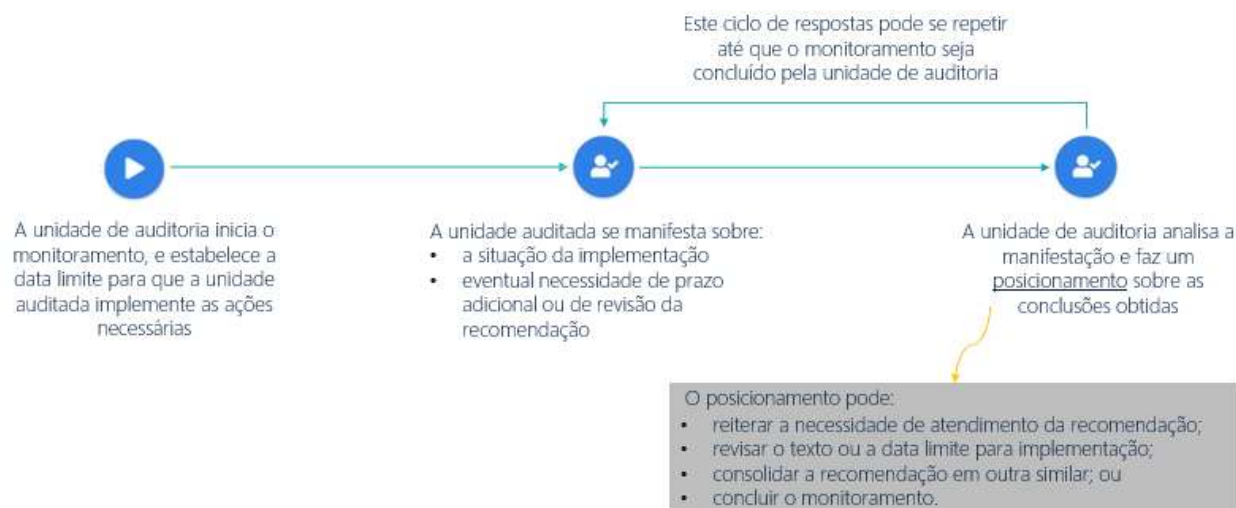 Este ciclo de respostas pode se repetir
até que o monitoramento seja
concluído pela unidade de auditoria
A unidade de auditoria inicia o
monitoramento, e estabelece a
data limite para que a unidade
auditada implemente as ações
necessárias
A unidade auditada se manifesta sobre:
• a situação da implementação
• eventual necessidade de prazo
adicional ou de revisão da
recomendação
A unidade de auditoria analisa a
manifestação e faz um
posicionamento sobre as
conclusões obtidas
O posicionamento pode:
• reiterar a necessidade de atendimento da recomendação;
• revisar o texto ou a data limite para implementação;
• consolidar a recomendação em outra similar; ou
• concluir o monitoramento.